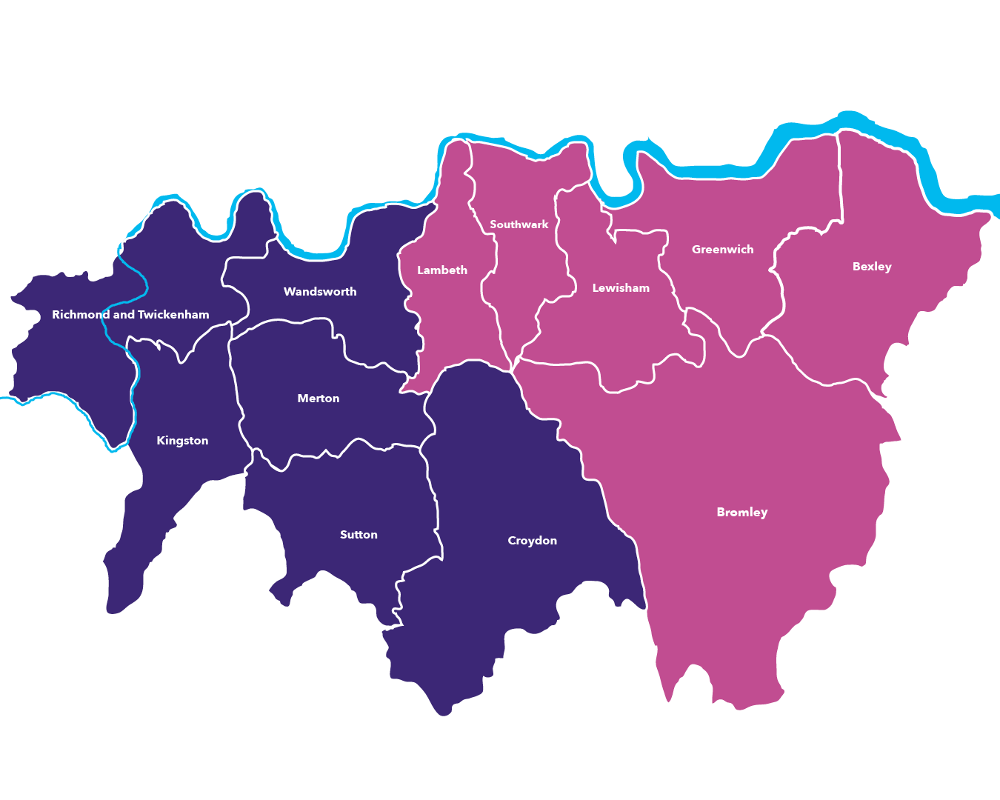 Southwark
Greenwich
Bexley
Lambeth
Lewisham
Wandsworth
Richmond and Twickenham
Merton
Kingston
Bromley
Sutton
Croydon